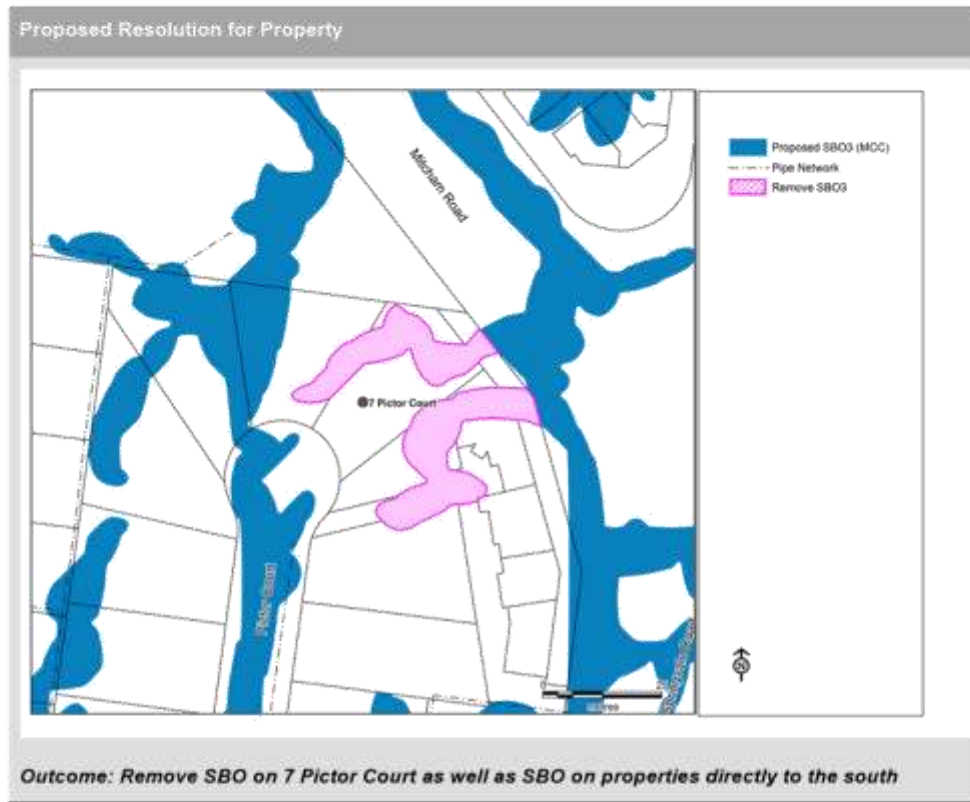 Proposed Resolution for Property
Proposed SBO3 (MCC)
Pipe Network
Remove SBO3
Mitcham Road
7 Pictor Court
Pictor Court
Outcome: Remove SBO on 7 Pictor Court as well as SBO on properties directly to the south